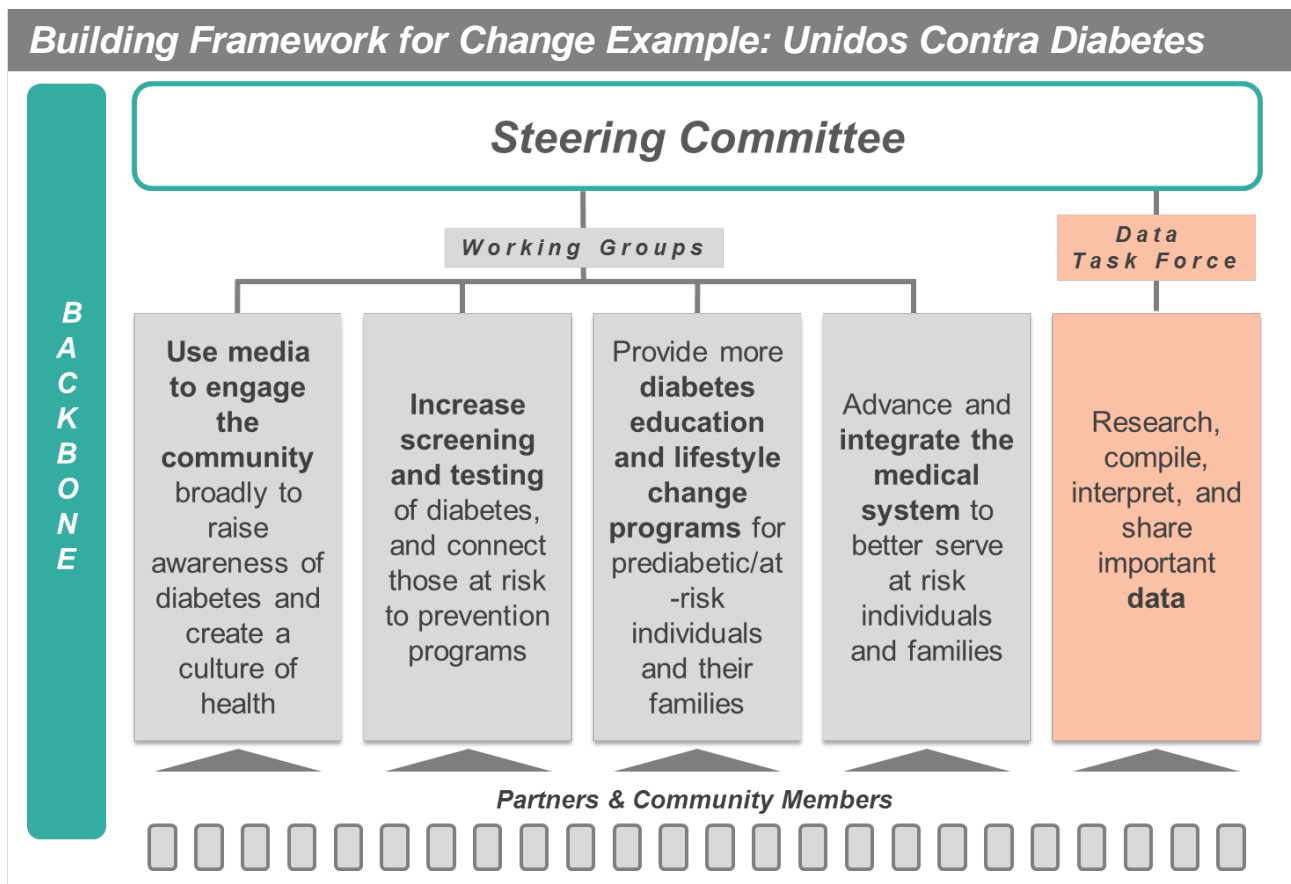 Building Framework for Change Example: Unidos Contra Diabetes
BACKBONE
Steering Committee
Working Groups
Data
Task Force
Use media
to engage
the
community
broadly to
raise
awareness of
diabetes and
create a
culture of
health
Increase
screening
and testing
of diabetes,
and connect
those at risk
to prevention
programs
Provide more
diabetes
education
and lifestyle
change
programs for
prediabetic/at
-risk
individuals
and their
families
Advance and
integrate the
medical
system to
better serve
at risk
individuals
and families
Research,
compile,
interpret, and
share
important
data
Partners & Community Members